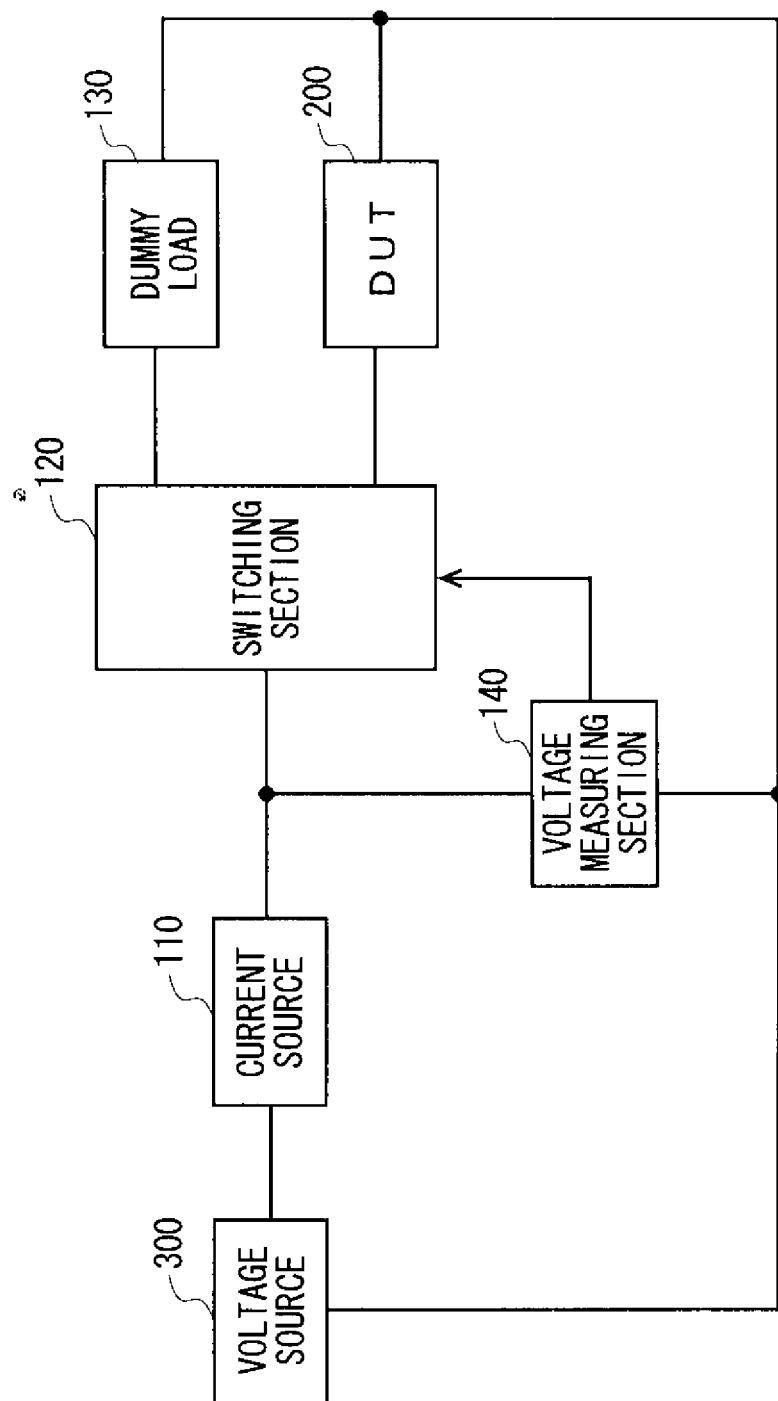 300
VOLTAGE
SOURCE
110
CURRENT
SOURCE
120
SWITCHING
SECTION
140
VOLTAGE
MEASURING
SECTION
130
DUMMY
LOAD
200
DUT